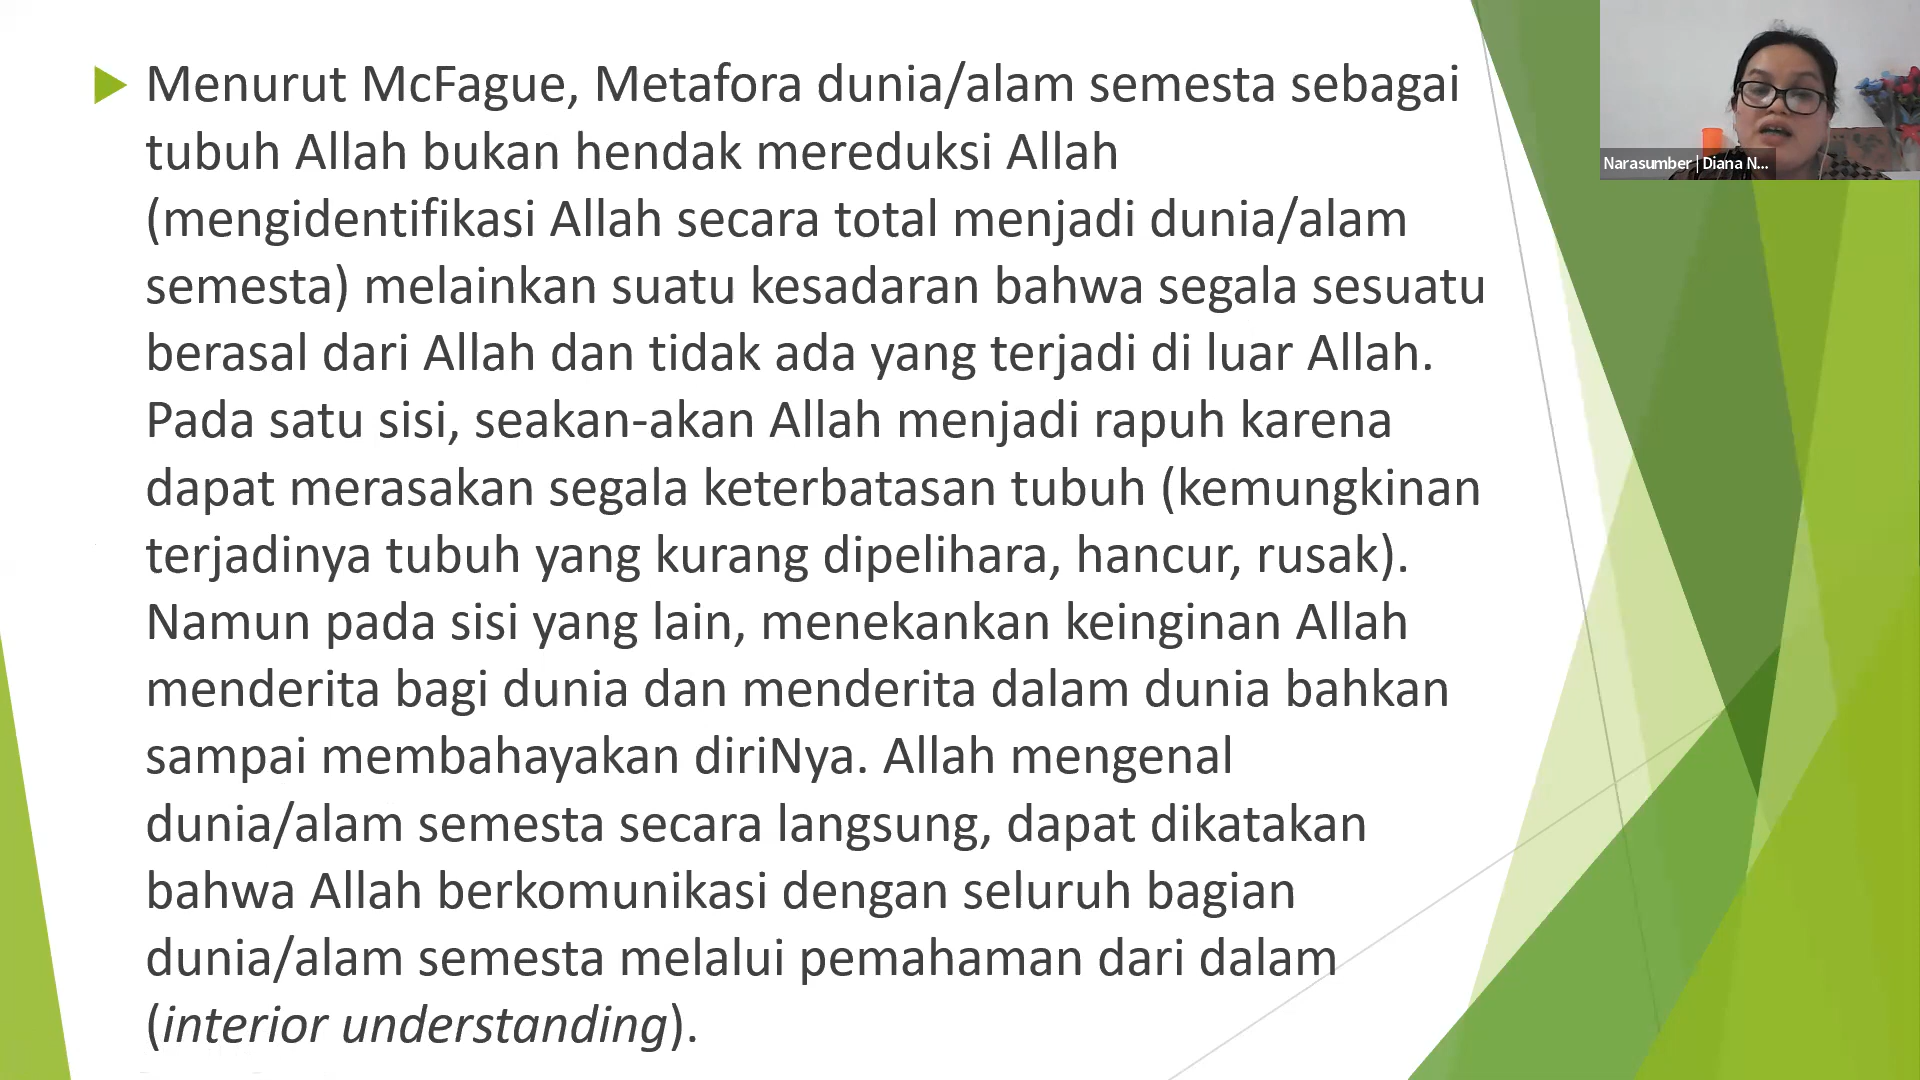 Menurut McFague, Metafora dunia/alam semesta sebagai
tubuh Allah bukan hendak mereduksi Allah
(mengidentifikasi Allah secara total menjadi dunia/alam
semesta) melainkan suatu kesadaran bahwa segala sesuatu
berasal dari Allah dan tidak ada yang terjadi di luar Allah.
Pada satu sisi, seakan-akan Allah menjadi rapuh karena
dapat merasakan segala keterbatasan tubuh (kemungkinan
terjadinya tubuh yang kurang dipelihara, hancur, rusak).
Namun pada sisi yang lain, menekankan keinginan Allah
menderita bagi dunia dan menderita dalam dunia bahkan
sampai membahayakan diriNya. Allah mengenal
dunia/alam semesta secara langsung, dapat dikatakan
bahwa Allah berkomunikasi dengan seluruh bagian
dunia/alam semesta melalui pemahaman dari dalam
(interior understanding).
Narasumber | Diana N...